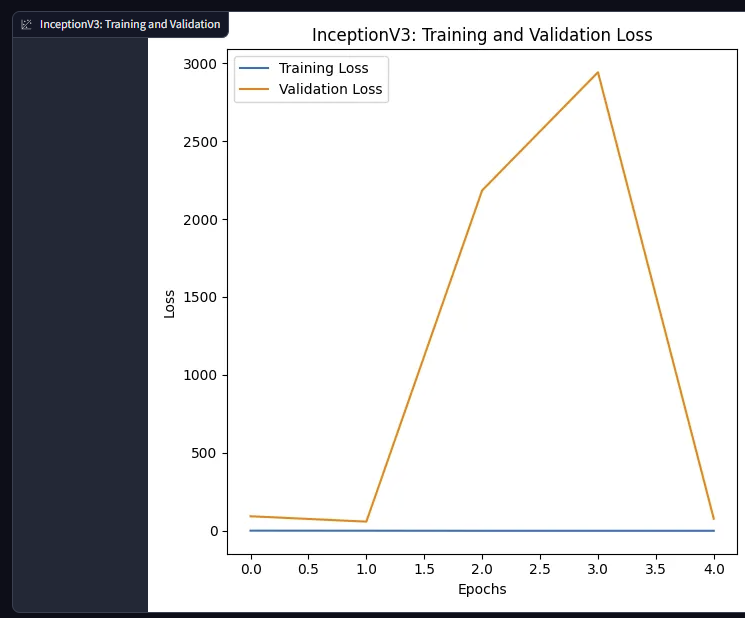 InceptionV3: Training and Validation
InceptionV3: Training and Validation Loss
Training Loss
Validation Loss
3000
2500
2000
1500
1000
500
0
Loss
0.0 0.5 1.0 1.5 2.0 2.5 3.0 3.5 4.0
Epochs